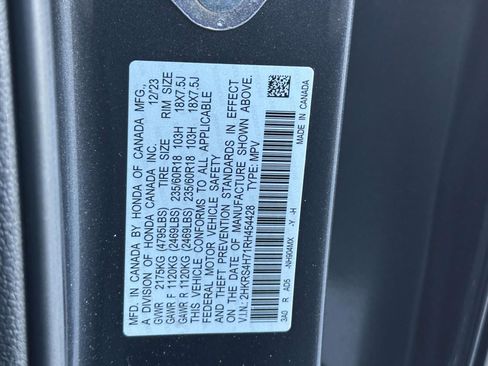 MFD. IN CANADA BY HONDA OF CANADA MFG.,
A DIVISION OF HONDA CANADA INC. 12/23
TIRE SIZE RIM SIZE
GVWR 2175KG (4795LBS)
GAWR F 1120KG (2469LBS) 235/60R18 103H 18X7.5J
GAWR R 1120KG (2469LBS) 235/60R18 103H 18X7.5J
THIS VEHICLE CONFORMS TO ALL APPLICABLE
FEDERAL MOTOR VEHICLE SAFETY
AND THEFT PREVENTION STANDARDS IN EFFECT
ON THE DATE OF MANUFACTURE SHOWN ABOVE.
V.I.N.: 2HKRS4H71RH454428 TYPE: MPV
3A0 R AD5 -NH904MX -Y -H
MADE IN CANADA